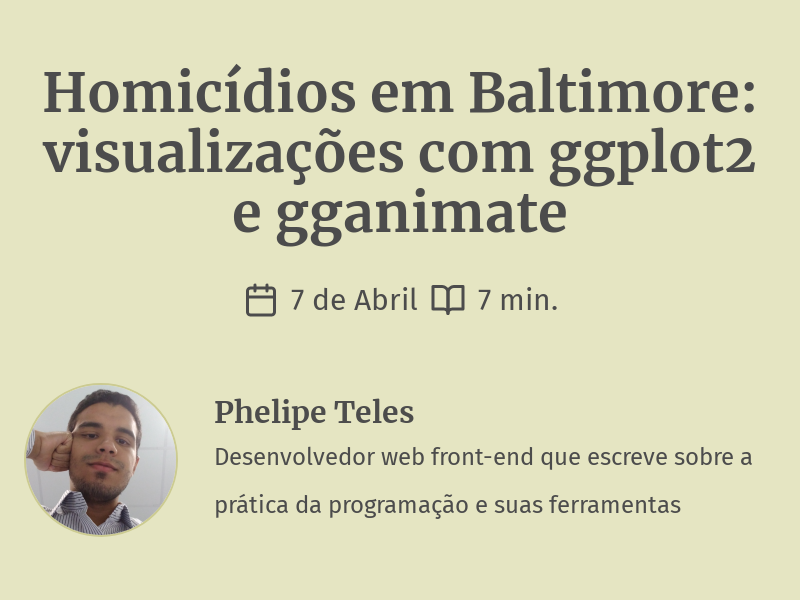 Homicídios em Baltimore:
visualizações com ggplot2
e gganimate
7 de Abril 7 min.
Phelipe Teles
Desenvolvedor web front-end que escreve sobre a
prática da programação e suas ferramentas